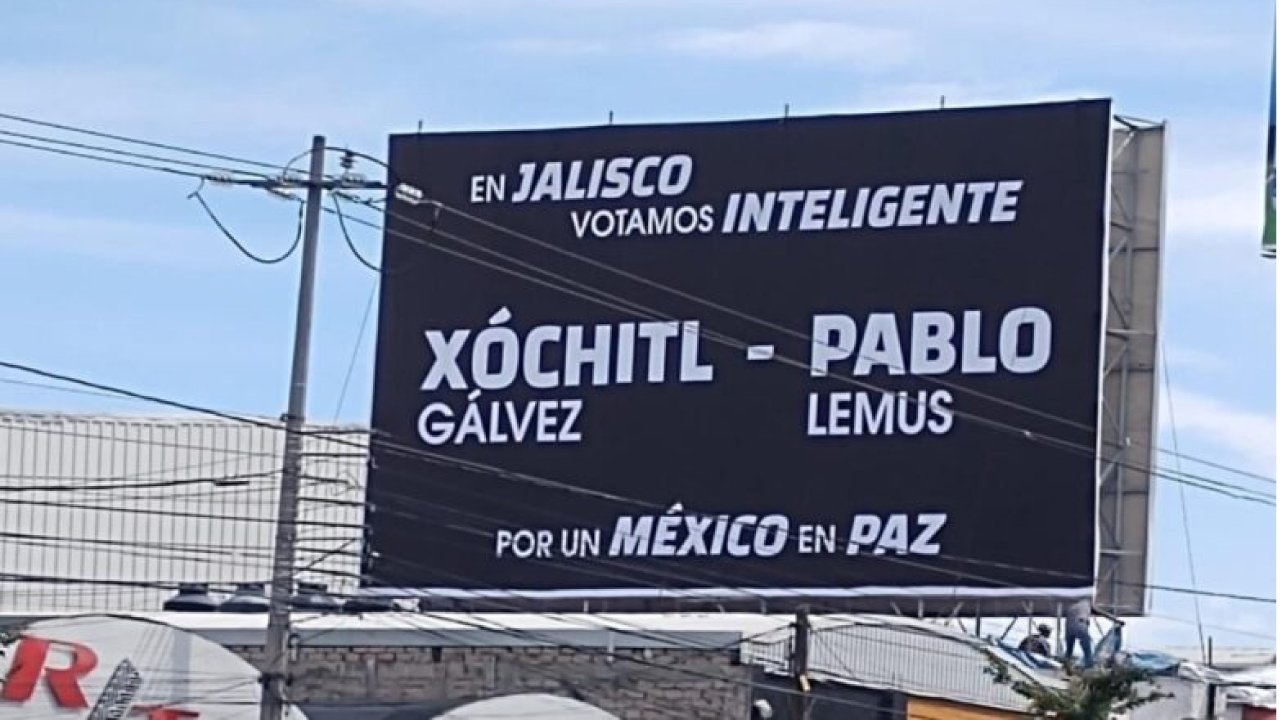 EN JALISCO
VOTAMOS INTELIGENTE
XÓCHITL - PABLO
GÁLVEZ LEMUS
POR UN MÉXICO EN PAZ
R